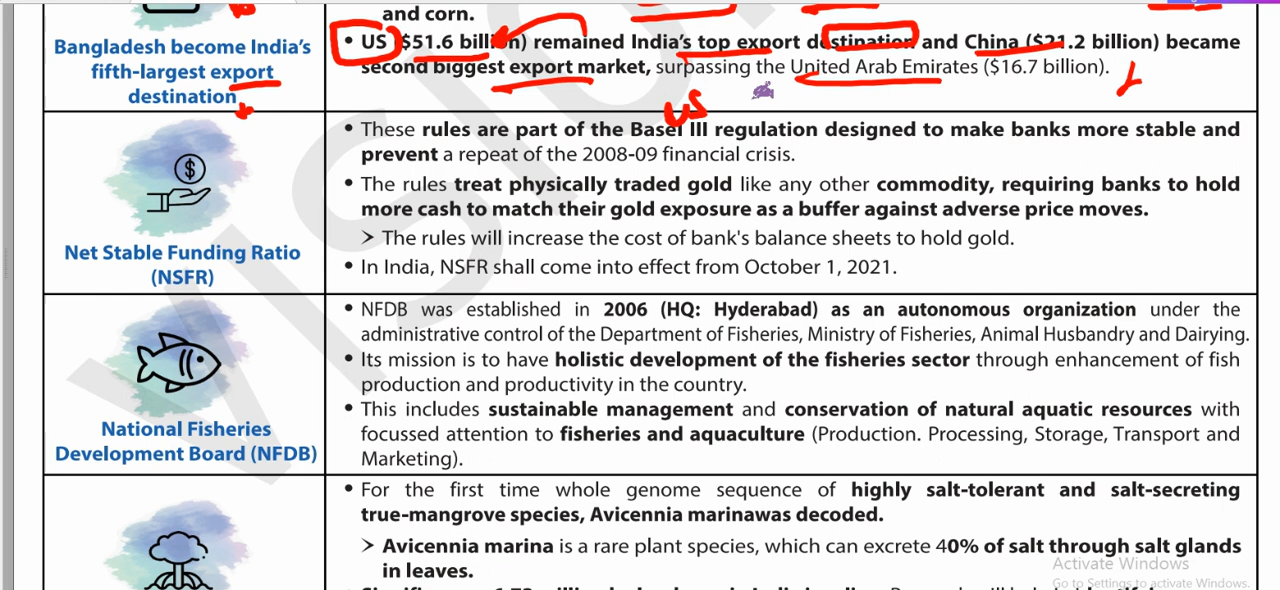 and corn.
Bangladesh become India's
fifth-largest export
destination
• US ($51.6 billion) remained India's top export destination and China ($21.2 billion) became
second biggest export market, surpassing the United Arab Emirates ($16.7 billion).
US
Net Stable Funding Ratio
(NSFR)
• These rules are part of the Basel III regulation designed to make banks more stable and
prevent a repeat of the 2008-09 financial crisis.
• The rules treat physically traded gold like any other commodity, requiring banks to hold
more cash to match their gold exposure as a buffer against adverse price moves.
➢ The rules will increase the cost of bank's balance sheets to hold gold.
• In India, NSFR shall come into effect from October 1, 2021.
National Fisheries
Development Board (NFDB)
• NFDB was established in 2006 (HQ: Hyderabad) as an autonomous organization under the
administrative control of the Department of Fisheries, Ministry of Fisheries, Animal Husbandry and Dairying.
• Its mission is to have holistic development of the fisheries sector through enhancement of fish
production and productivity in the country.
• This includes sustainable management and conservation of natural aquatic resources with
focussed attention to fisheries and aquaculture (Production. Processing, Storage, Transport and
Marketing).
• For the first time whole genome sequence of highly salt-tolerant and salt-secreting
true-mangrove species, Avicennia marinawas decoded.
➢ Avicennia marina is a rare plant species, which can excrete 40% of salt through salt glands
in leaves.
Activate Windows
Go to Settings to activate Windows.